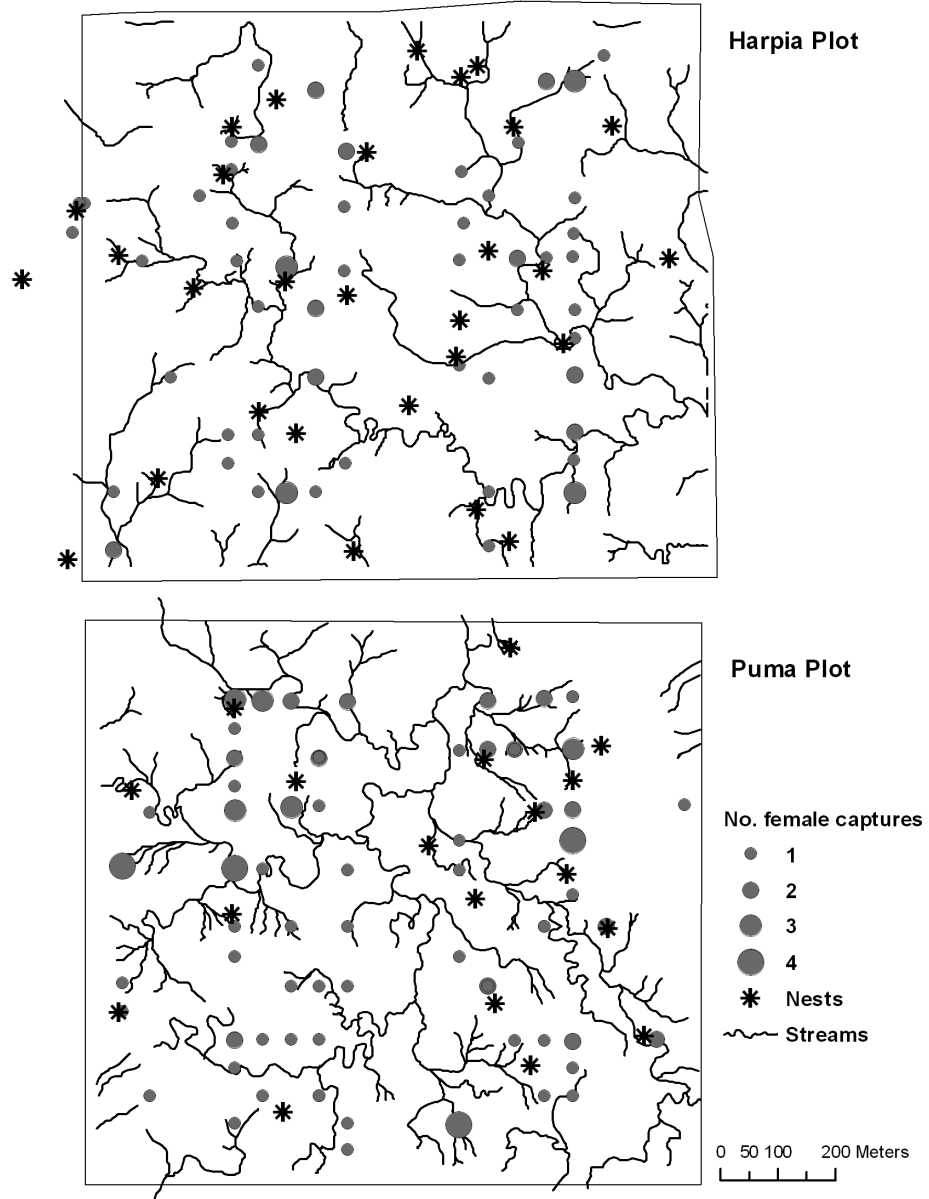 Harpia Plot
Puma Plot
No. female captures
1
2
3
4
Nests
Streams
0 50 100 200 Meters